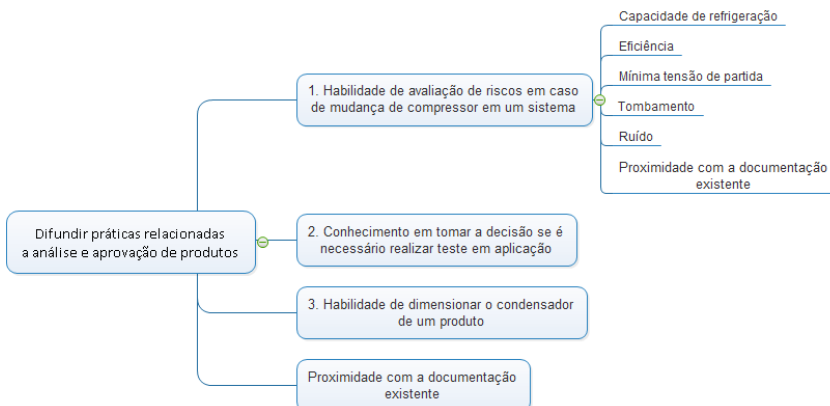 Difundir práticas relacionadas
a análise e aprovação de produtos
1. Habilidade de avaliação de riscos em caso
de mudança de compressor em um sistema
Capacidade de refrigeração
Eficiência
Mínima tensão de partida
Tombamento
Ruído
Proximidade com a documentação
existente
2. Conhecimento em tomar a decisão se é
necessário realizar teste em aplicação
3. Habilidade de dimensionar o condensador
de um produto
Proximidade com a documentação
existente